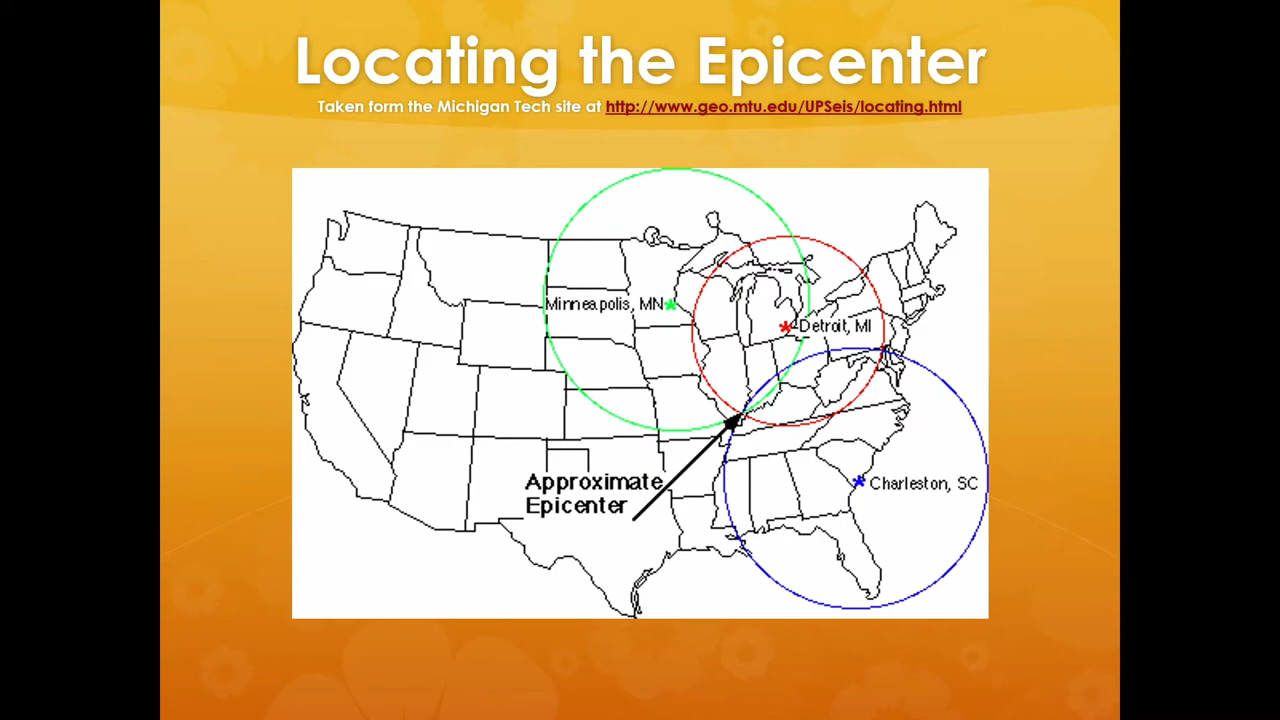 Locating the Epicenter
Taken form the Michigan Tech site at http://www.geo.mtu.edu/UPSeis/locating.html
Minneapolis, MN
Detroit, MI
Approximate
Epicenter
Charleston, SC